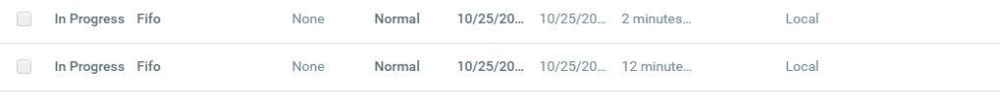 In Progress Fifo None Normal 10/25/20... 10/25/20... 2 minutes... Local
In Progress Fifo None Normal 10/25/20... 10/25/20... 12 minute... Local